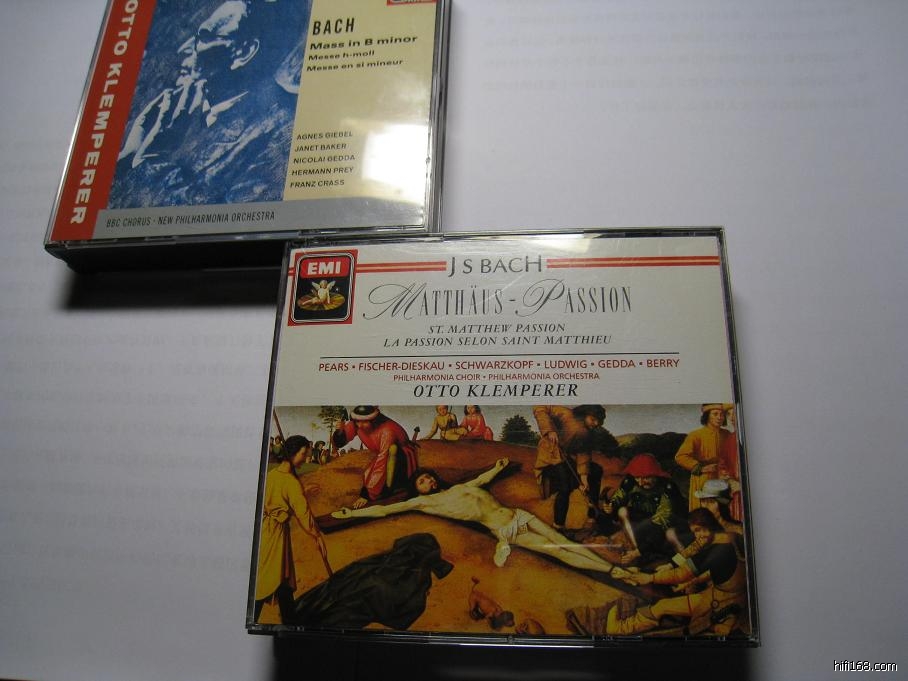 OTTO KLEMPERER
BACH
Mass in B minor
Messe h-moll
Messe en si mineur
AGNES GIEBEL
JANET BAKER
NICOLAI GEDDA
HERMANN PREY
FRANZ CRASS
BBC CHORUS · NEW PHILHARMONIA ORCHESTRA
EMI
J S BACH
MATTHÄUS - PASSION
ST. MATTHEW PASSION
LA PASSION SELON SAINT MATTHIEU
PEARS · FISCHER-DIESKAU · SCHWARZKOPF · LUDWIG · GEDDA · BERRY
PHILHARMONIA CHOIR · PHILHARMONIA ORCHESTRA
OTTO KLEMPERER
hifi168.com